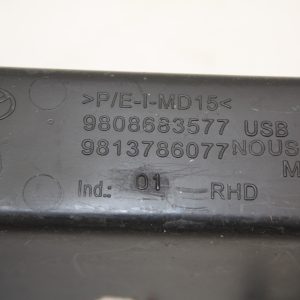 >P/E-I-MD15<
9808683577 USB
9813786077 NOUS
M
Ind.: 01 RHD